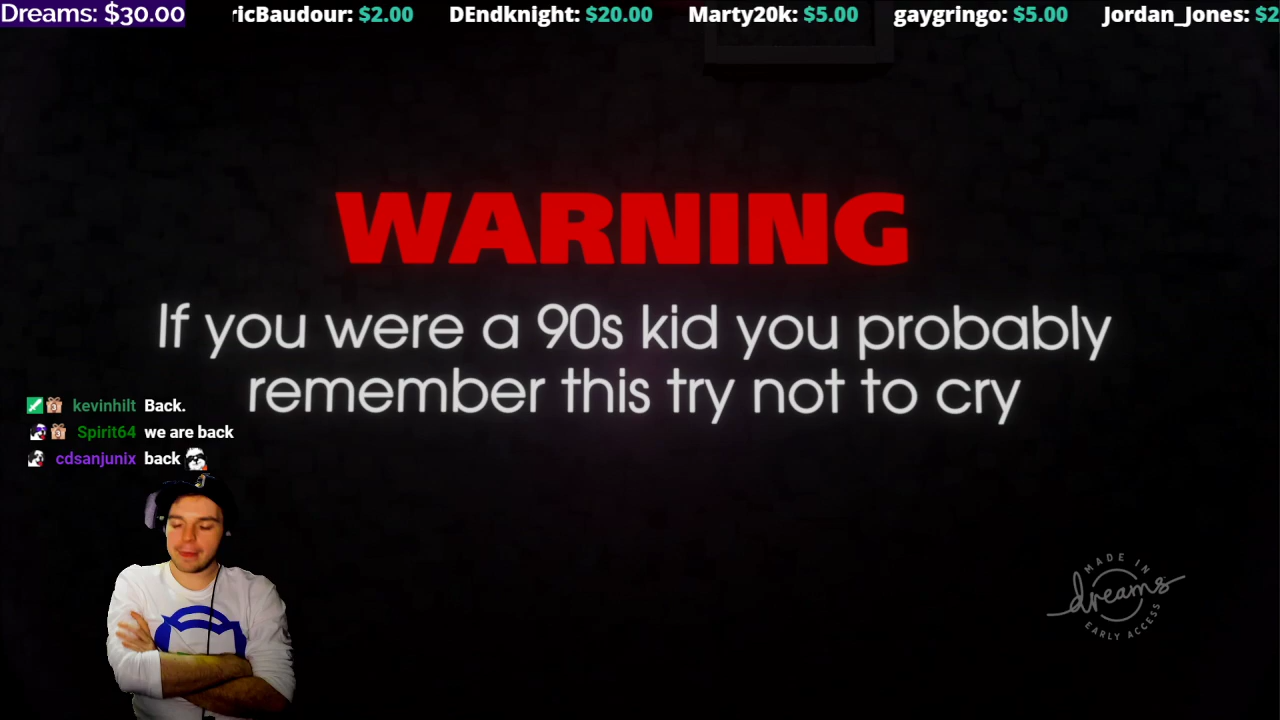 Dreams: $30.00
ricBaudour: $2.00 DEndknight: $20.00 Marty20k: $5.00 gaygringo: $5.00 Jordan_Jones: $2
WARNING
If you were a 90s kid you probably
remember this try not to cry
kevinhilt Back.
Spirit64 we are back
cdsanjunix back
MADE IN
dreams
EARLY ACCESS